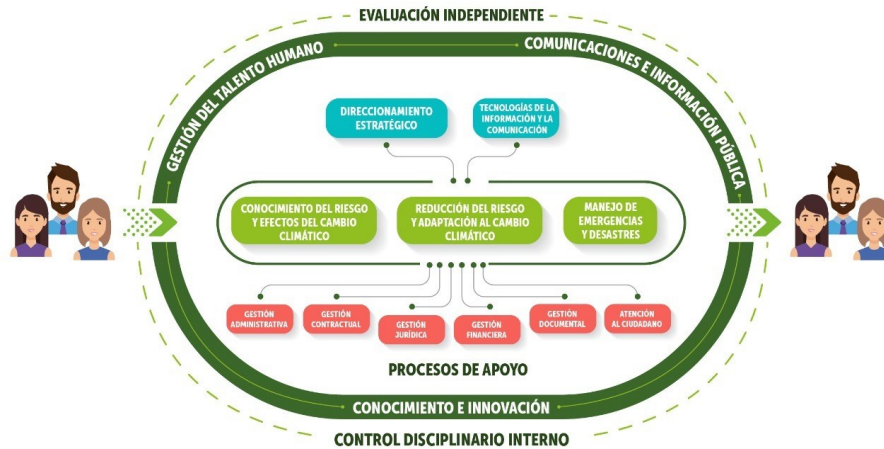 EVALUACIÓN INDEPENDIENTE
GESTIÓN DEL TALENTO HUMANO
COMUNICACIONES E INFORMACIÓN PÚBLICA
DIRECCIONAMIENTO
ESTRATÉGICO
TECNOLOGÍAS DE LA
INFORMACIÓN Y LA
COMUNICACIÓN
CONOCIMIENTO DEL RIESGO
Y EFECTOS DEL CAMBIO
CLIMÁTICO
REDUCCIÓN DEL RIESGO
Y ADAPTACIÓN AL CAMBIO
CLIMÁTICO
MANEJO DE
EMERGENCIAS
Y DESASTRES
GESTIÓN
ADMINISTRATIVA
GESTIÓN
CONTRACTUAL
GESTIÓN
JURÍDICA
GESTIÓN
FINANCIERA
GESTIÓN
DOCUMENTAL
ATENCIÓN
AL CIUDADANO
PROCESOS DE APOYO
CONOCIMIENTO E INNOVACIÓN
CONTROL DISCIPLINARIO INTERNO